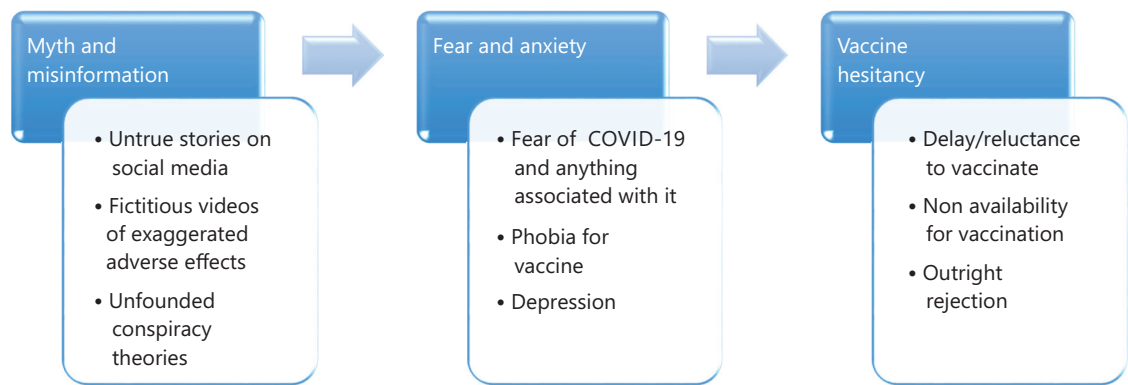 Myth and
misinformation
• Untrue stories on
social media
• Fictitious videos
of exaggerated
adverse effects
• Unfounded
conspiracy
theories
Fear and anxiety
• Fear of COVID-19
and anything
associated with it
• Phobia for
vaccine
• Depression
Vaccine
hesitancy
• Delay/reluctance
to vaccinate
• Non availability
for vaccination
• Outright
rejection